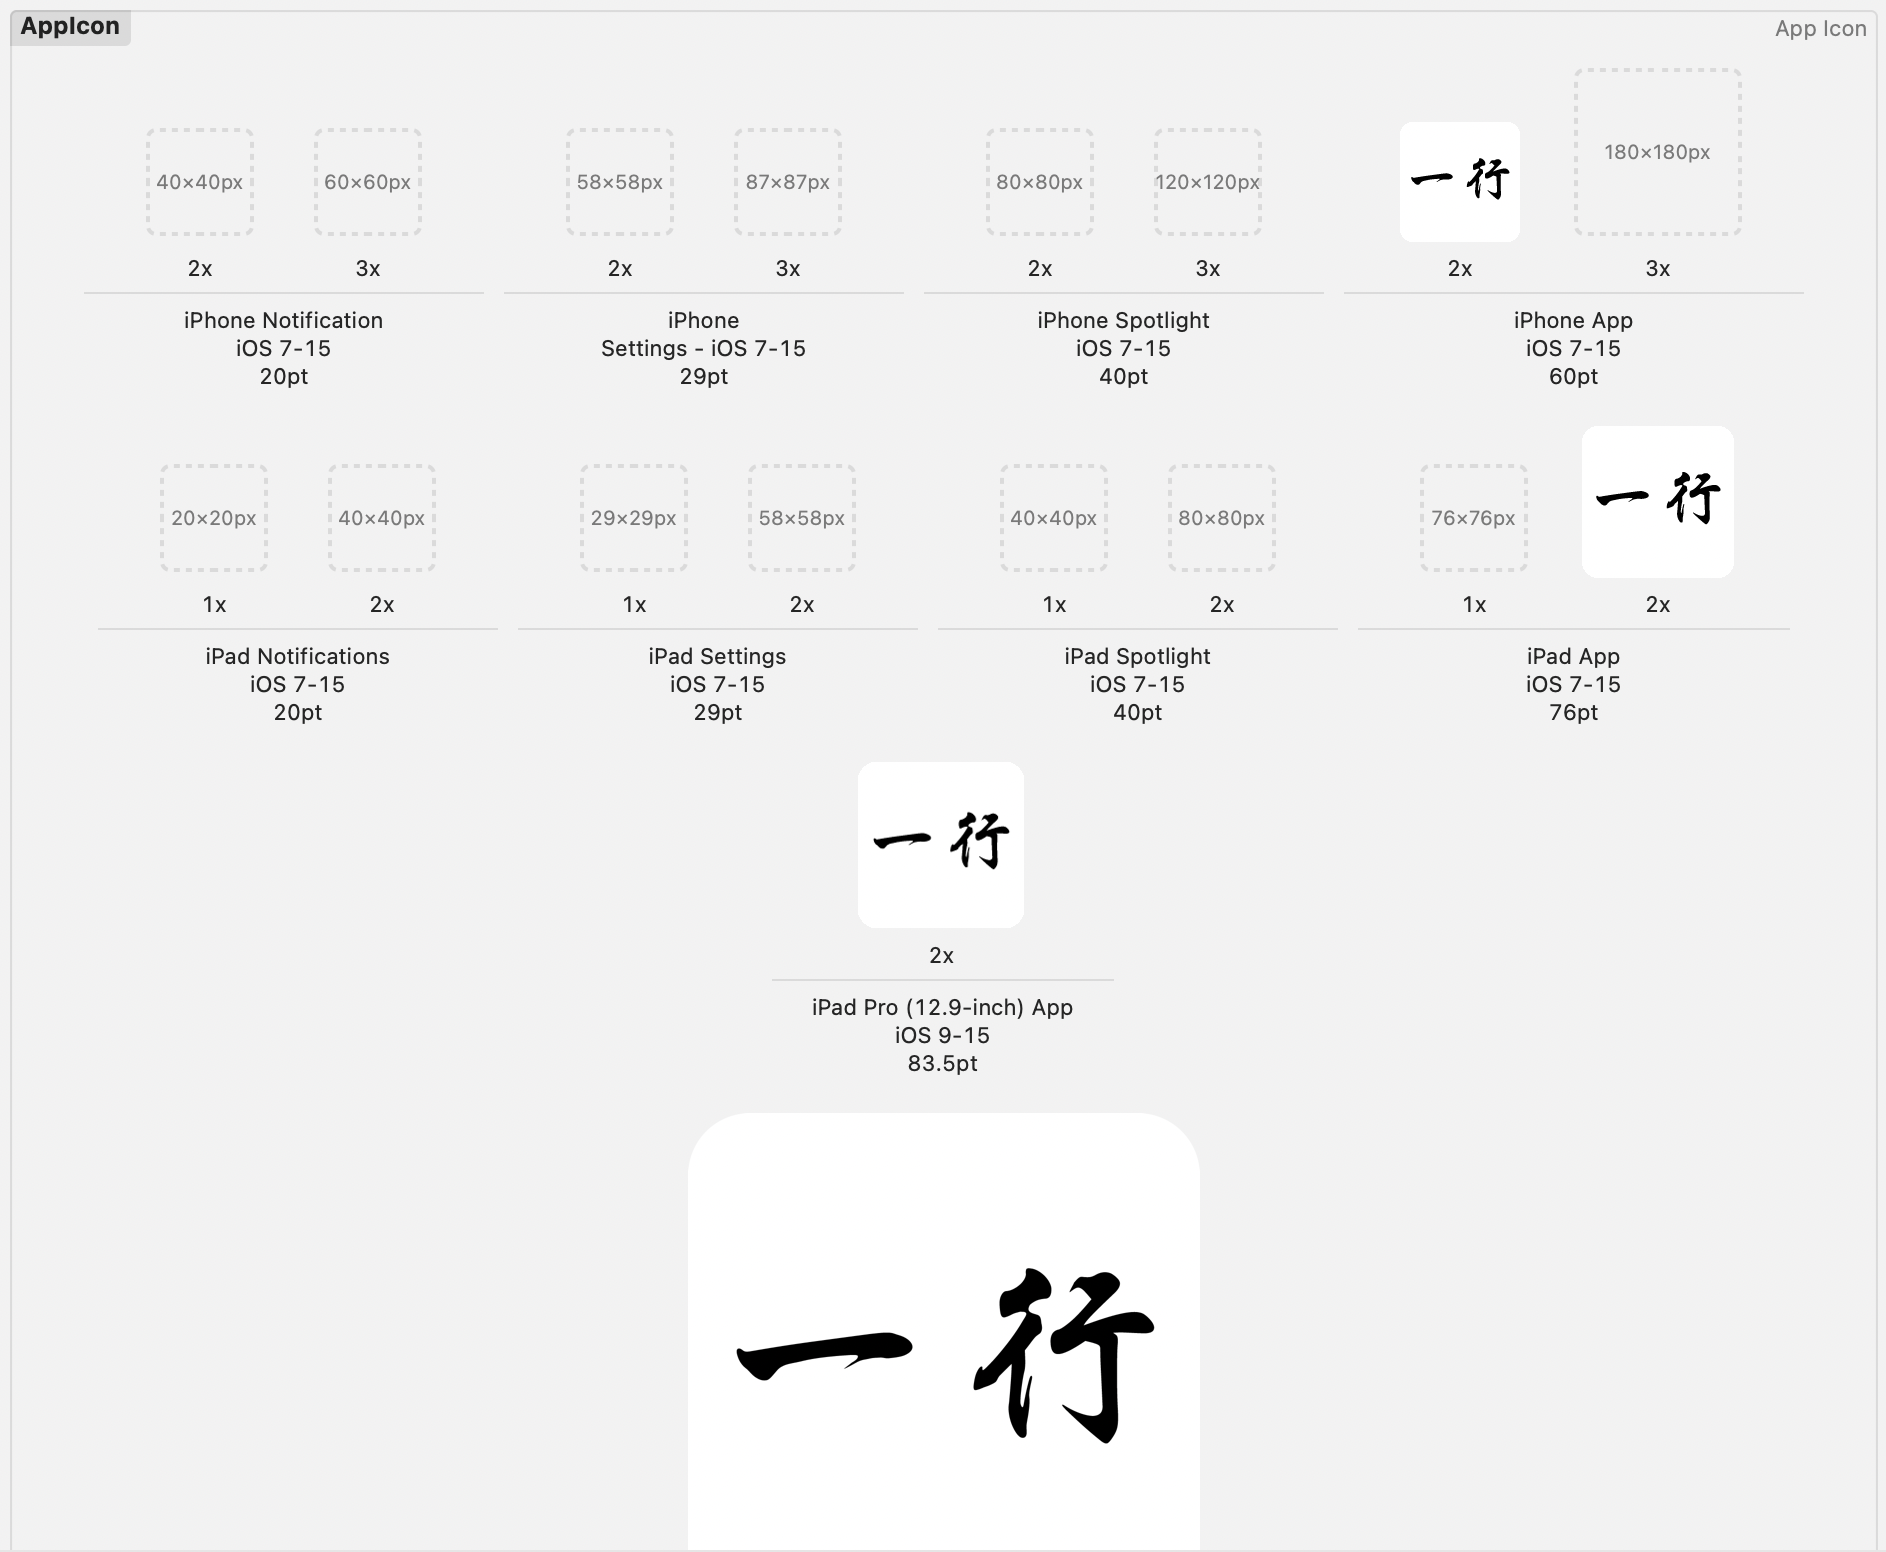 AppIcon
App Icon
40×40px 60×60px 58×58px 87×87px 80×80px 120×120px 一 行 180×180px
2x 3x 2x 3x 2x 3x 2x 3x
iPhone Notification
iOS 7-15
20pt
iPhone
Settings - iOS 7-15
29pt
iPhone Spotlight
iOS 7-15
40pt
iPhone App
iOS 7-15
60pt
20×20px 40×40px 29×29px 58×58px 40×40px 80×80px 76×76px 一 行
1x 2x 1x 2x 1x 2x 1x 2x
iPad Notifications
iOS 7-15
20pt
iPad Settings
iOS 7-15
29pt
iPad Spotlight
iOS 7-15
40pt
iPad App
iOS 7-15
76pt
一 行
2x
iPad Pro (12.9-inch) App
iOS 9-15
83.5pt
一 行